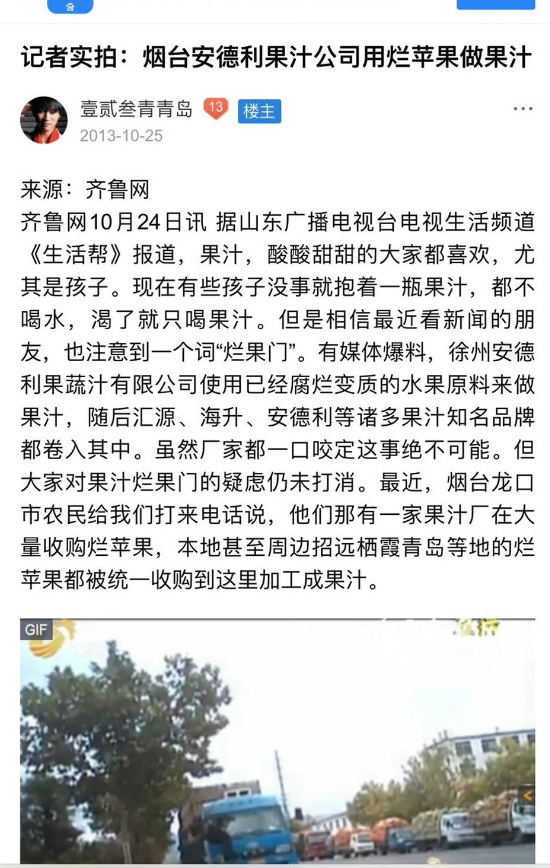 记者实拍：烟台安德利果汁公司用烂苹果做果汁
壹贰叁青青岛 13 楼主
2013-10-25
来源：齐鲁网
齐鲁网10月24日讯 据山东广播电视台电视生活频道
《生活帮》报道，果汁，酸酸甜甜的大家都喜欢，尤
其是孩子。现在有些孩子没事就抱着一瓶果汁，都不
喝水，渴了就只喝果汁。但是相信最近看新闻的朋
友，也注意到一个词“烂果门”。有媒体爆料，徐州安德
利果蔬汁有限公司使用已经腐烂变质的水果原料来做
果汁，随后汇源、海升、安德利等诸多果汁知名品牌
都卷入其中。虽然厂家都一口咬定这事绝不可能。但
大家对果汁烂果门的疑虑仍未打消。最近，烟台龙口
市农民给我们打来电话说，他们那有一家果汁厂在大
量收购烂苹果，本地甚至周边招远栖霞青岛等地的烂
苹果都被统一收购到这里加工成果汁。
GIF